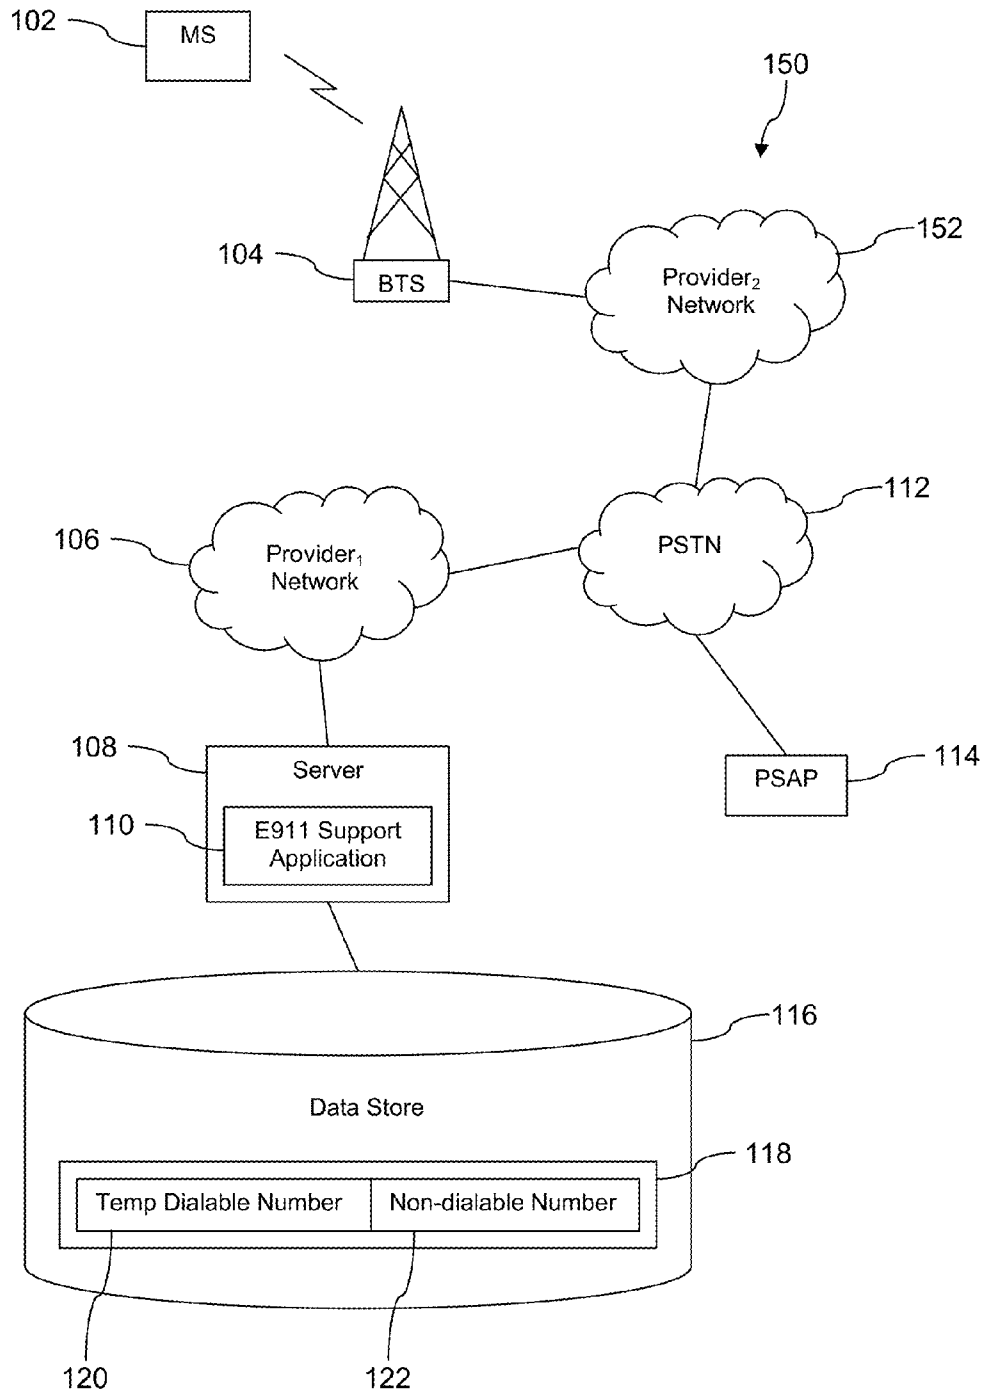 102
MS
150
104
BTS
152
Provider₂
Network
112
PSTN
106
Provider₁
Network
108
Server
110
E911 Support
Application
PSAP
114
116
Data Store
118
Temp Dialable Number
Non-dialable Number
120
122